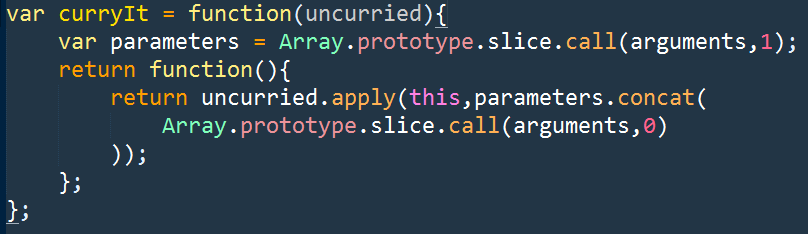 var curryIt = function(uncurried){
    var parameters = Array.prototype.slice.call(arguments,1);
    return function(){
        return uncurried.apply(this,parameters.concat(
            Array.prototype.slice.call(arguments,0)
        ));
    };
};